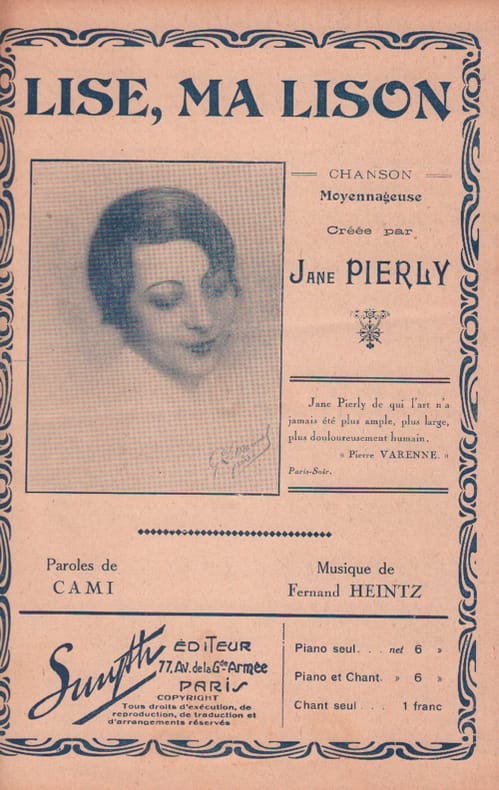 LISE, MA LISON
CHANSON
Moyennageuse
Créée par
JANE PIERLY
Jane Pierly de qui l'art n'a
jamais été plus ample, plus large,
plus douloureusement humain.
« Pierre VARENNE. »
Paris-Soir.
Paroles de
CAMI
Musique de
Fernand HEINTZ
Smyth
ÉDITEUR
77, AV. de la Gde ARMÉE
PARIS
COPYRIGHT
Tous droits d'exécution, de
reproduction, de traduction et
d'arrangements réservés
Piano seul. . . net 6 »
Piano et Chant. » 6 »
Chant seul . . . 1 franc